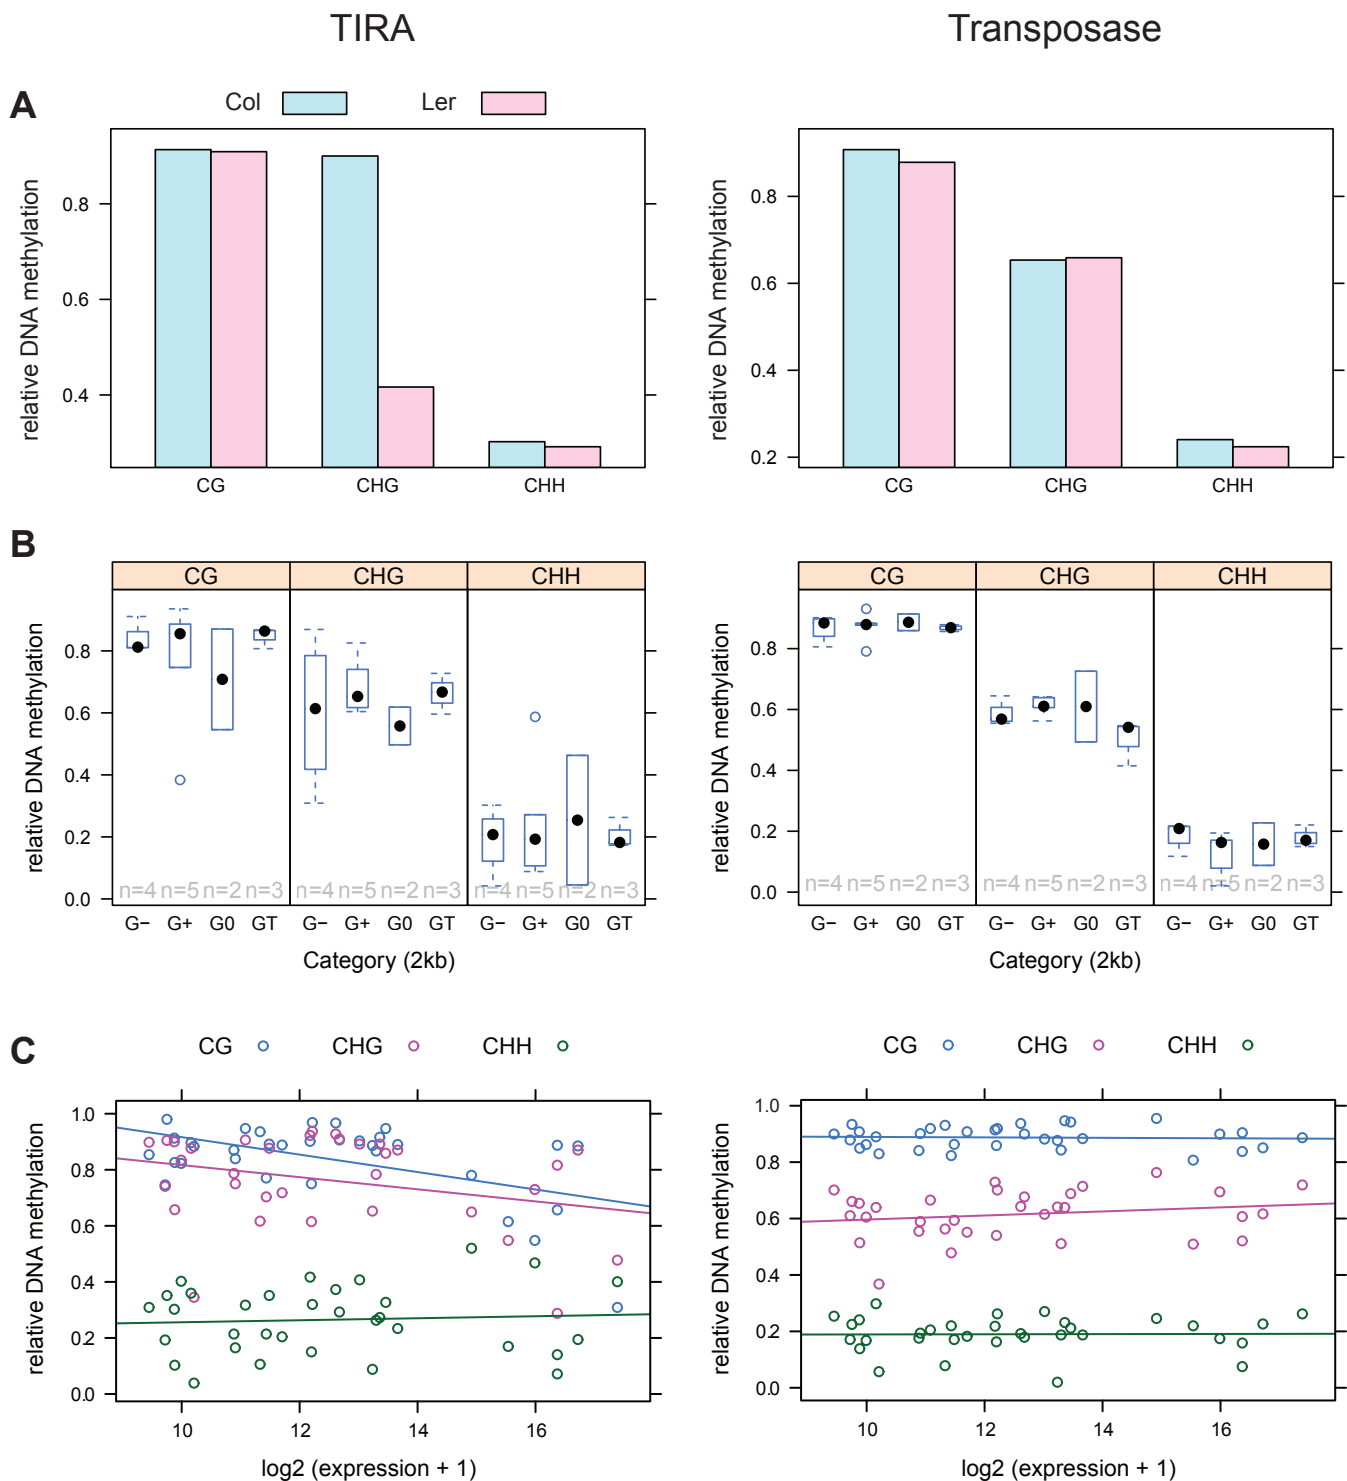 TIRA Transposase
A
Col Ler
relative DNA methylation
0.8
0.6
0.4
CG CHG CHH
relative DNA methylation
0.8
0.6
0.4
0.2
CG CHG CHH
B
CG CHG CHH
relative DNA methylation
0.8
0.6
0.4
0.2
0.0
n=4 n=5 n=2 n=3 n=4 n=5 n=2 n=3 n=4 n=5 n=2 n=3
G− G+ G0 GT G− G+ G0 GT G− G+ G0 GT
Category (2kb)
CG CHG CHH
relative DNA methylation
0.8
0.6
0.4
0.2
0.0
n=4 n=5 n=2 n=3 n=4 n=5 n=2 n=3 n=4 n=5 n=2 n=3
G− G+ G0 GT G− G+ G0 GT G− G+ G0 GT
Category (2kb)
C
CG CHG CHH
relative DNA methylation
1.0
0.8
0.6
0.4
0.2
0.0
10 12 14 16
log2 (expression + 1)
CG CHG CHH
relative DNA methylation
1.0
0.8
0.6
0.4
0.2
0.0
10 12 14 16
log2 (expression + 1)